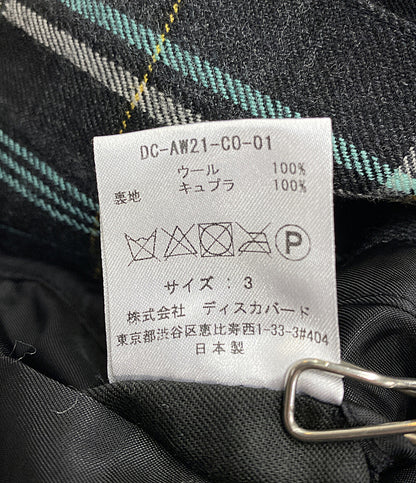 DC-AW21-CO-01
ウール 100%
裏地 キュプラ 100%
P
サイズ : 3
株式会社 ディスカバード
東京都渋谷区恵比寿西1-33-3#404
日本製